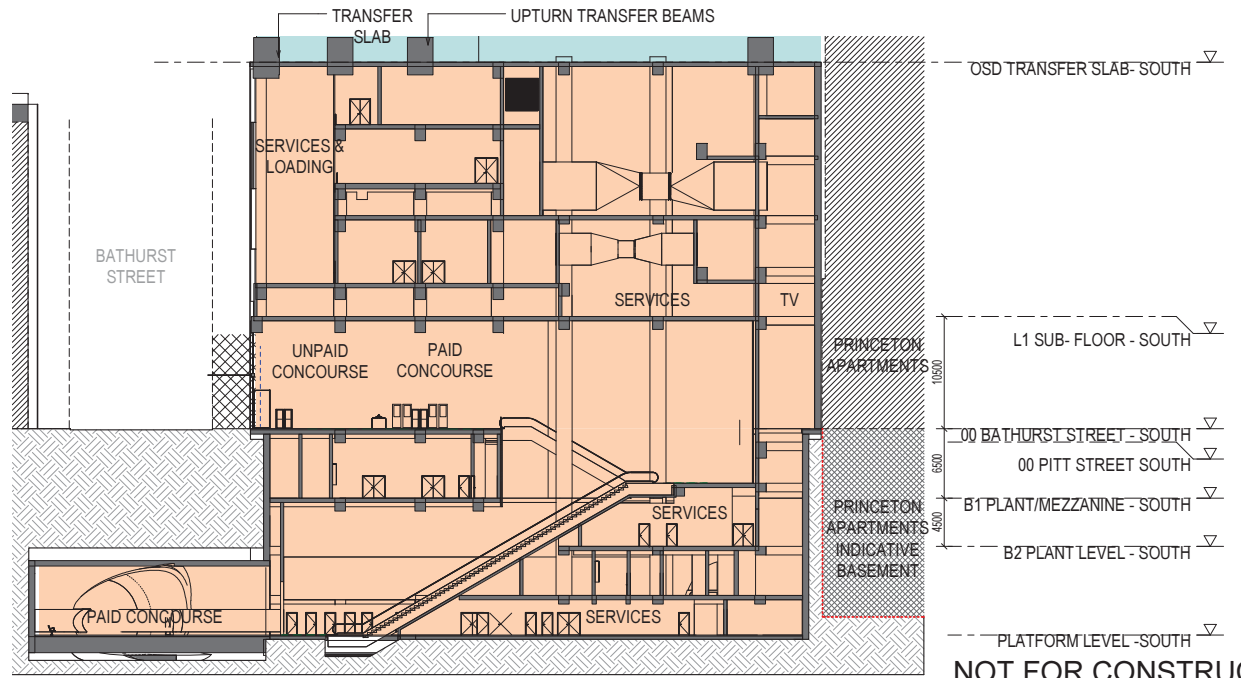 TRANSFER
SLAB
UPTURN TRANSFER BEAMS
OSD TRANSFER SLAB- SOUTH
SERVICES &
LOADING
BATHURST
STREET
SERVICES
TV
L1 SUB- FLOOR - SOUTH
UNPAID
CONCOURSE
PAID
CONCOURSE
PRINCETON
APARTMENTS
10500
00 BATHURST STREET - SOUTH
00 PITT STREET SOUTH
6500
B1 PLANT/MEZZANINE - SOUTH
SERVICES
PRINCETON
APARTMENTS
INDICATIVE
BASEMENT
4500
B2 PLANT LEVEL - SOUTH
PAID CONCOURSE
SERVICES
PLATFORM LEVEL -SOUTH
NOT FOR CONSTRUC